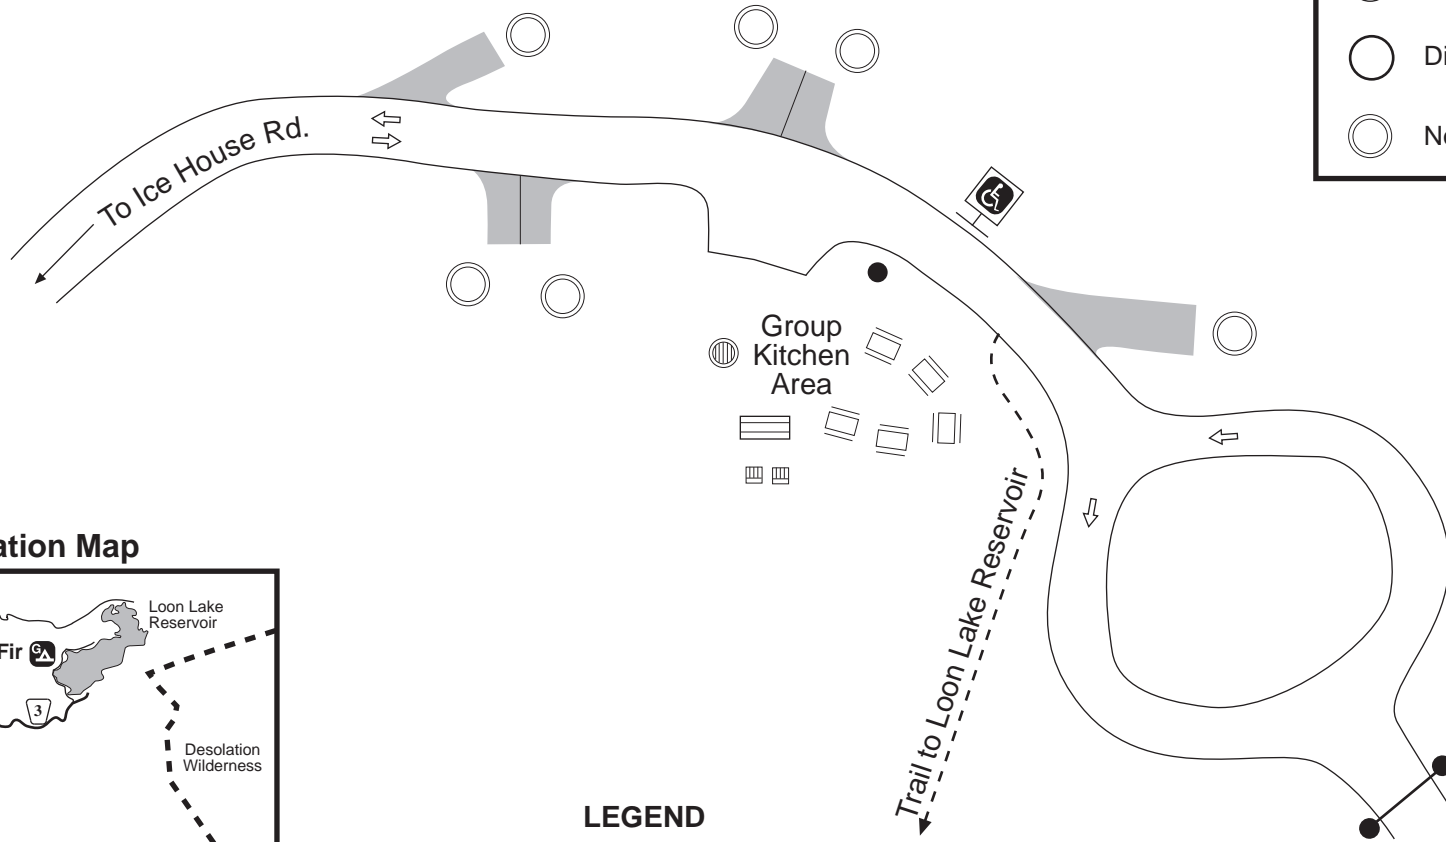 To Ice House Rd.
Group
Kitchen
Area
Trail to Loon Lake Reservoir
ation Map
Loon Lake
Reservoir
Fir
G
3
Desolation
Wilderness
LEGEND
Di
No